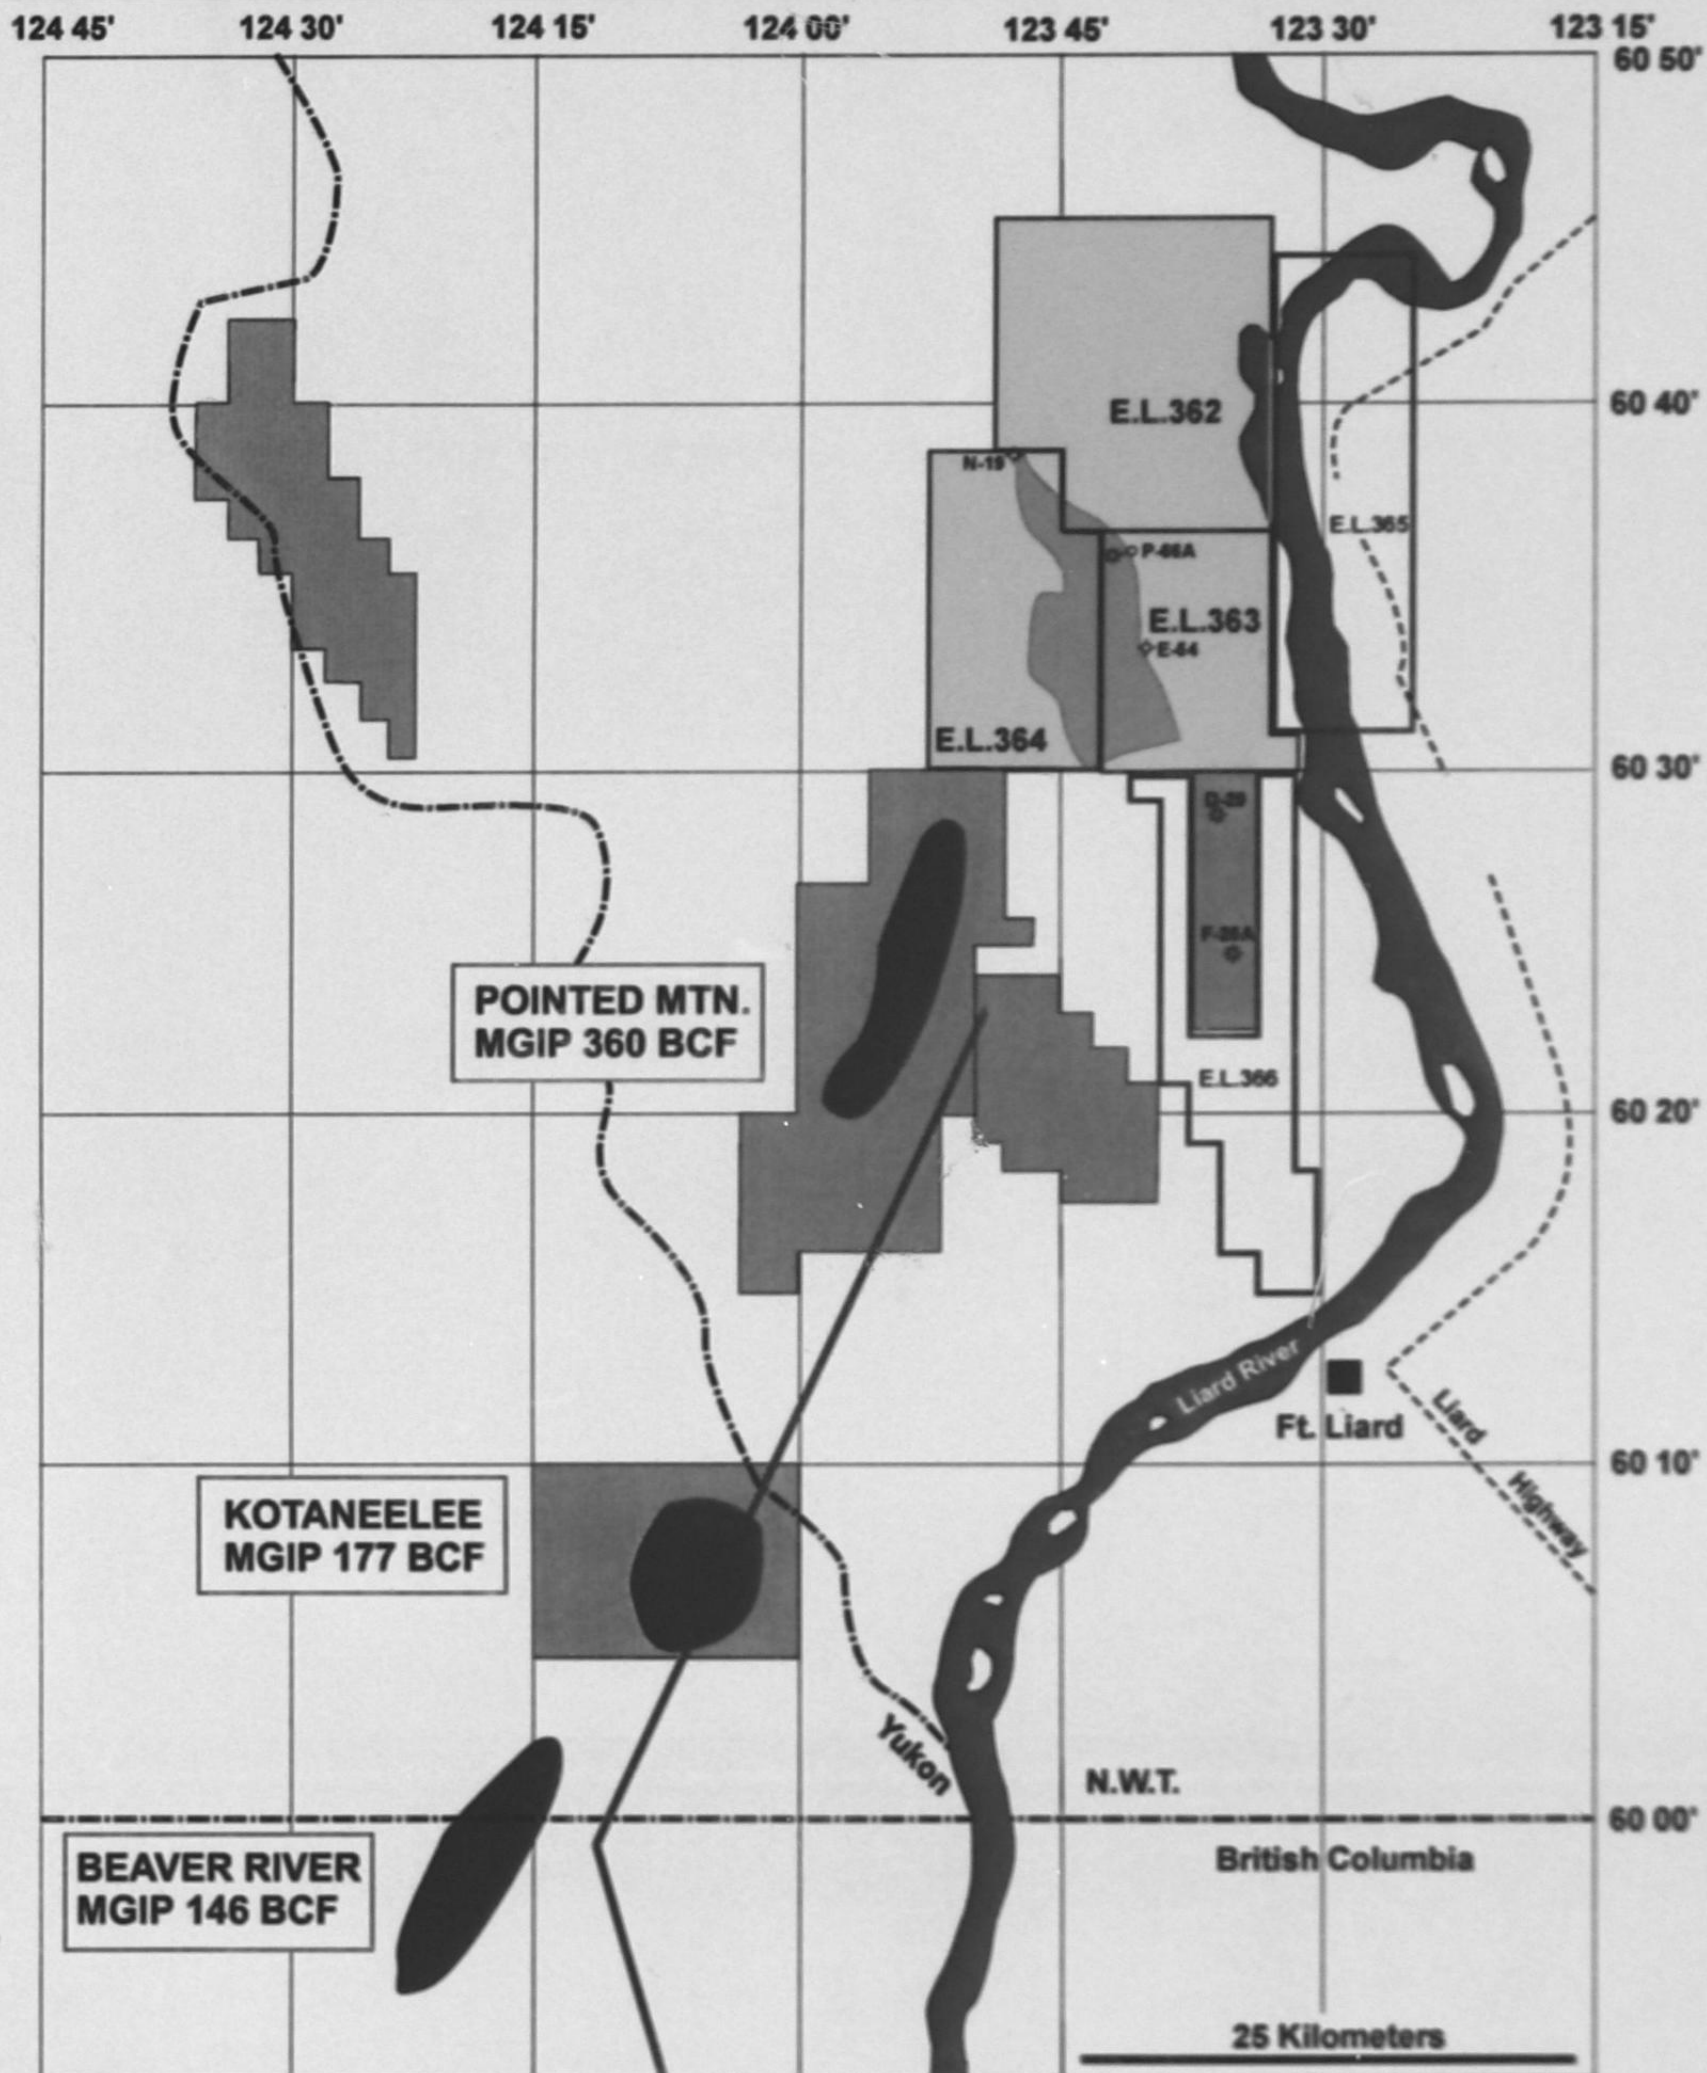 124 45' 124 30' 124 15' 124 00' 123 45' 123 30' 123 15'
60 50'
60 40'
E.L.362
N-19
E.L.365
E.L.363
E.L.364
60 30'
POINTED MTN.
MGIP 360 BCF
E.L.366
60 20'
Liard River
Ft. Liard
Liard
Highway
60 10'
KOTANEELEE
MGIP 177 BCF
Yukon
N.W.T.
60 00'
British Columbia
BEAVER RIVER
MGIP 146 BCF
25 Kilometers